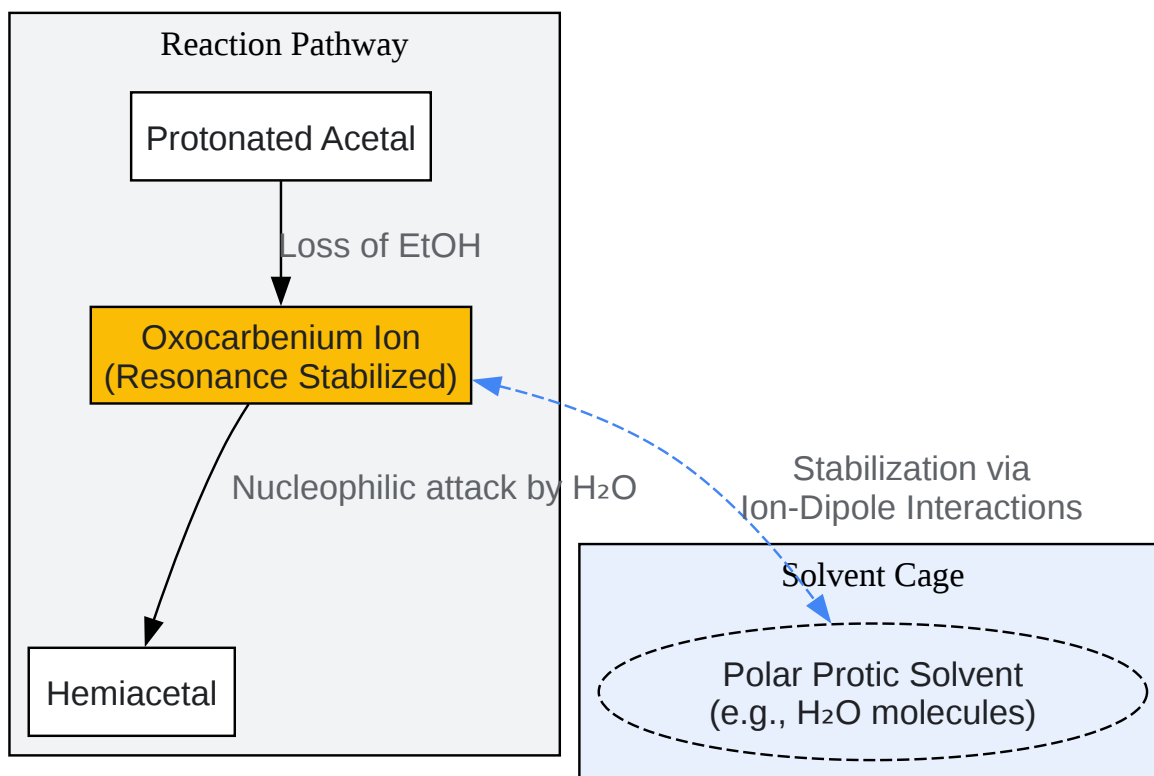 Reaction Pathway
Protonated Acetal
Loss of EtOH
Oxocarbenium Ion
(Resonance Stabilized)
Nucleophilic attack by H₂O
Hemiacetal
Stabilization via
Ion-Dipole Interactions
Solvent Cage
Polar Protic Solvent
(e.g., H₂O molecules)